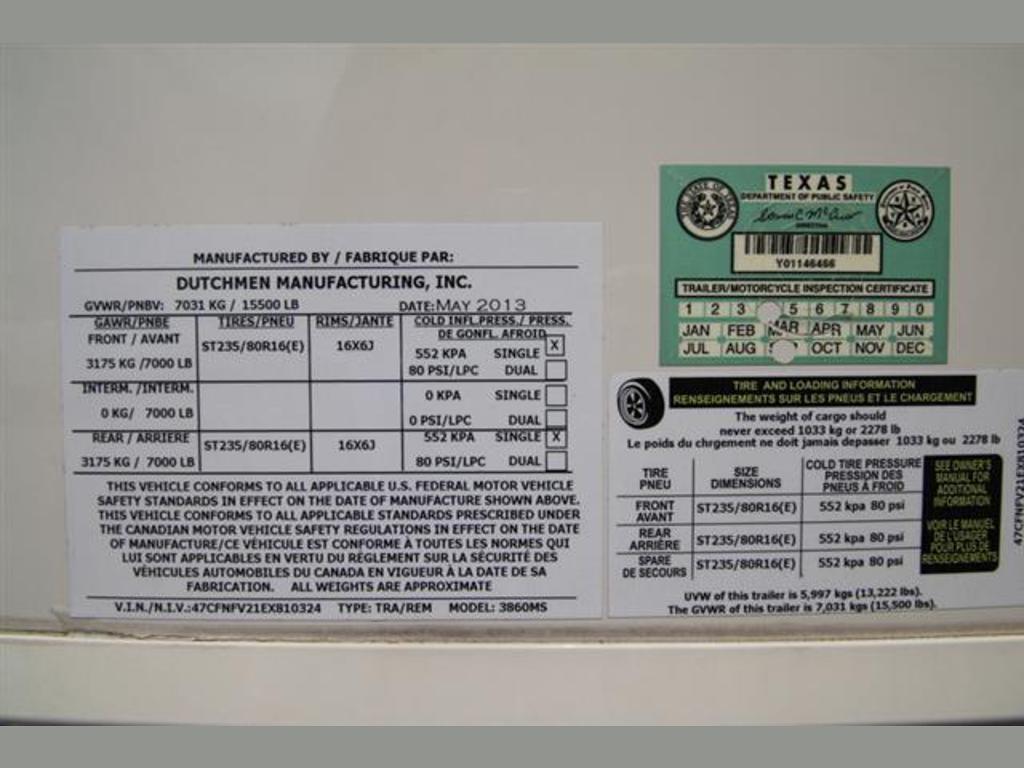 MANUFACTURED BY / FABRIQUE PAR:
DUTCHMEN MANUFACTURING, INC.
GVWR/PNBV: 7031 KG / 15500 LB DATE: MAY 2013
GAWR/PNBE TIRES/PNEU RIMS/JANTE COLD INFL.PRESS./ PRESS. DE GONFL. AFROID
FRONT / AVANT ST235/80R16(E) 16X6J 552 KPA SINGLE X
3175 KG /7000 LB 80 PSI/LPC DUAL
INTERM. /INTERM. 0 KPA SINGLE
0 KG/ 7000 LB 0 PSI/LPC DUAL
REAR / ARRIERE ST235/80R16(E) 16X6J 552 KPA SINGLE X
3175 KG / 7000 LB 80 PSI/LPC DUAL
THIS VEHICLE CONFORMS TO ALL APPLICABLE U.S. FEDERAL MOTOR VEHICLE
SAFETY STANDARDS IN EFFECT ON THE DATE OF MANUFACTURE SHOWN ABOVE.
THIS VEHICLE CONFORMS TO ALL APPLICABLE STANDARDS PRESCRIBED UNDER
THE CANADIAN MOTOR VEHICLE SAFETY REGULATIONS IN EFFECT ON THE DATE
OF MANUFACTURE/CE VÉHICULE EST CONFORME À TOUTES LES NORMES QUI
LUI SONT APPLICABLES EN VERTU DU RÉGLEMENT SUR LA SÉCURITÉ DES
VÉHICULES AUTOMOBILES DU CANADA EN VIGUEUR À LA DATE DE SA
FABRICATION. ALL WEIGHTS ARE APPROXIMATE
V.I.N./N.I.V.:47CFNFV21EX810324 TYPE: TRA/REM MODEL: 3860MS
TEXAS
DEPARTMENT OF PUBLIC SAFETY
DIRECTOR
Y01146466
TRAILER/MOTORCYCLE INSPECTION CERTIFICATE
1 2 3 5 6 7 8 9 0
JAN FEB MAR APR MAY JUN
JUL AUG OCT NOV DEC
TIRE AND LOADING INFORMATION
RENSEIGNEMENTS SUR LES PNEUS ET LE CHARGEMENT
The weight of cargo should
never exceed 1033 kg or 2278 lb
Le poids du chrgement ne doit jamais depasser 1033 kg ou 2278 lb
TIRE PNEU SIZE DIMENSIONS COLD TIRE PRESSURE PRESSION DES PNEUS À FROID
FRONT AVANT ST235/80R16(E) 552 kpa 80 psi
REAR ARRIÈRE ST235/80R16(E) 552 kpa 80 psi
SPARE DE SECOURS ST235/80R16(E) 552 kpa 80 psi
SEE OWNER'S
MANUAL FOR
ADDITIONAL
INFORMATION
VOIR LE MANUEL
DE L'USAGER
POUR PLUS DE
RENSEIGNEMENTS
UVW of this trailer is 5,997 kgs (13,222 lbs).
The GVWR of this trailer is 7,031 kgs (15,500 lbs).
47CFNFV21EX810324